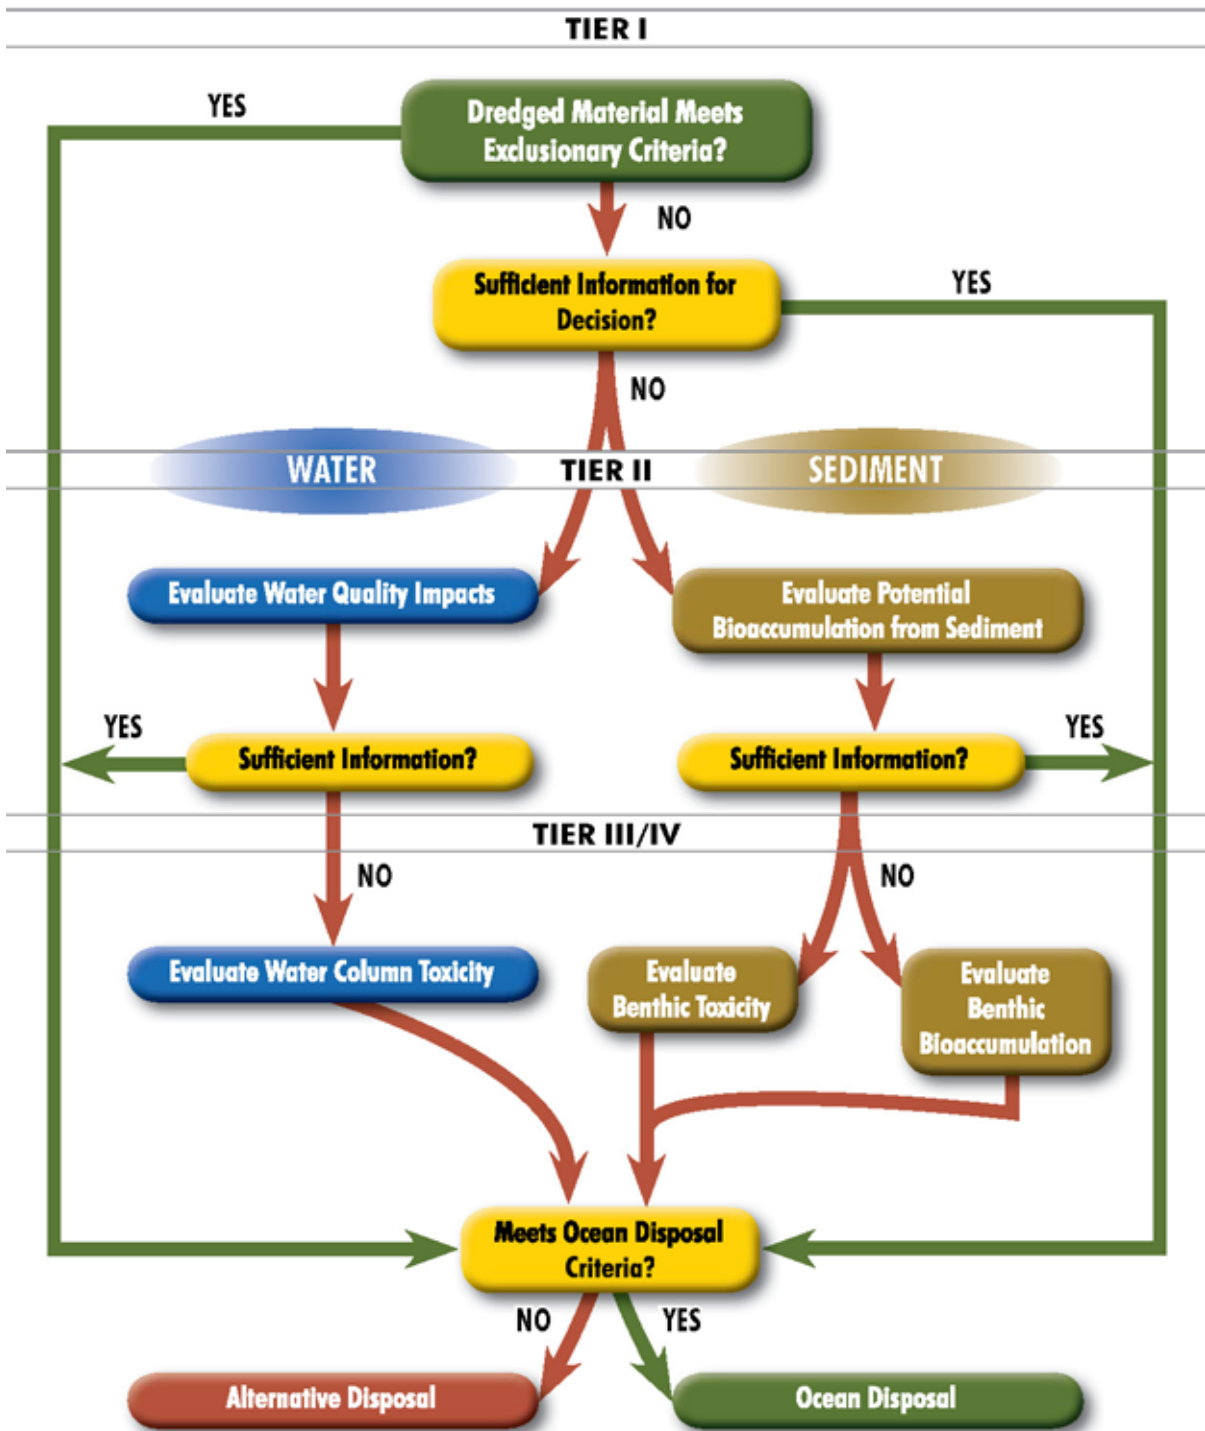 TIER I
YES
Dredged Material Meets
Exclusionary Criteria?
NO
Sufficient Information for
Decision?
YES
NO
WATER
TIER II
SEDIMENT
Evaluate Water Quality Impacts
Evaluate Potential
Bioaccumulation from Sediment
YES
Sufficient Information?
Sufficient Information?
YES
TIER III/IV
NO
NO
Evaluate Water Column Toxicity
Evaluate
Benthic Toxicity
Evaluate
Benthic
Bioaccumulation
Meets Ocean Disposal
Criteria?
NO
YES
Alternative Disposal
Ocean Disposal